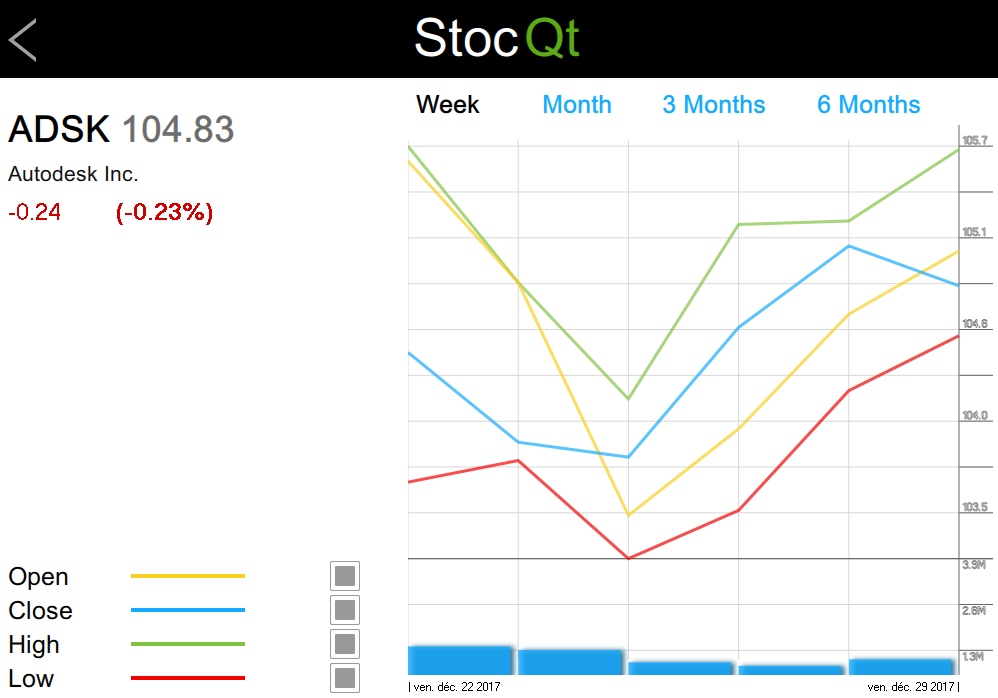 StocQt
ADSK 104.83
Autodesk Inc.
-0.24 (-0.23%)
Open
Close
High
Low
Week Month 3 Months 6 Months
105.7
105.1
104.6
104.0
103.5
3.9M
2.6M
1.3M
| ven. déc. 22 2017 ven. déc. 29 2017 |